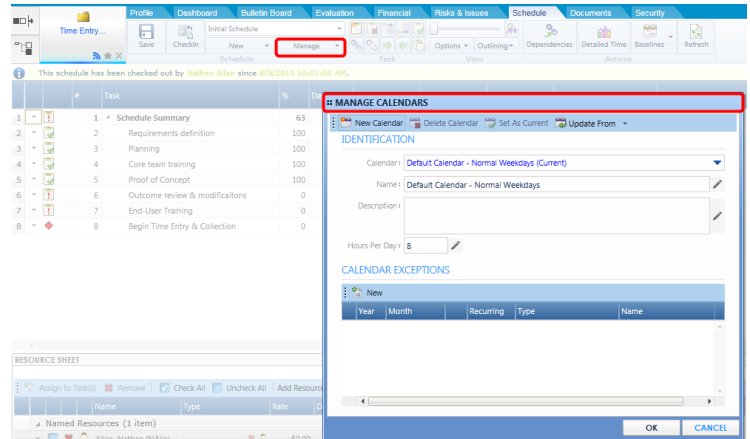 Profile Dashboard Bulletin Board Evaluation Financial Risks & Issues Schedule Documents Security
Time Entry...
Initial Schedule
Save Checkin New Manage Options Outlining Dependencies Detailed Time Baselines Refresh
Schedule Task View Actions
This schedule has been checked out by Nathan Allen since 8/5/2015 10:01:00 AM.
# Task %
1 1 Schedule Summary 63
2 2 Requirements definition 100
3 3 Planning 100
4 4 Core team training 100
5 5 Proof of Concept 100
6 6 Outcome review & modificaitons 0
7 7 End-User Training 0
8 8 Begin Time Entry & Collection 0
MANAGE CALENDARS
New Calendar Delete Calendar Set As Current Update From
IDENTIFICATION
Calendar: Default Calendar - Normal Weekdays (Current)
Name: Default Calendar - Normal Weekdays
Description:
Hours Per Day: 8
CALENDAR EXCEPTIONS
New
Year Month Recurring Type Name
OK CANCEL
RESOURCE SHEET
Assign to Task(s) Remove Check All Uncheck All Add Resourc
Name Type Rate
Named Resources (1 item)